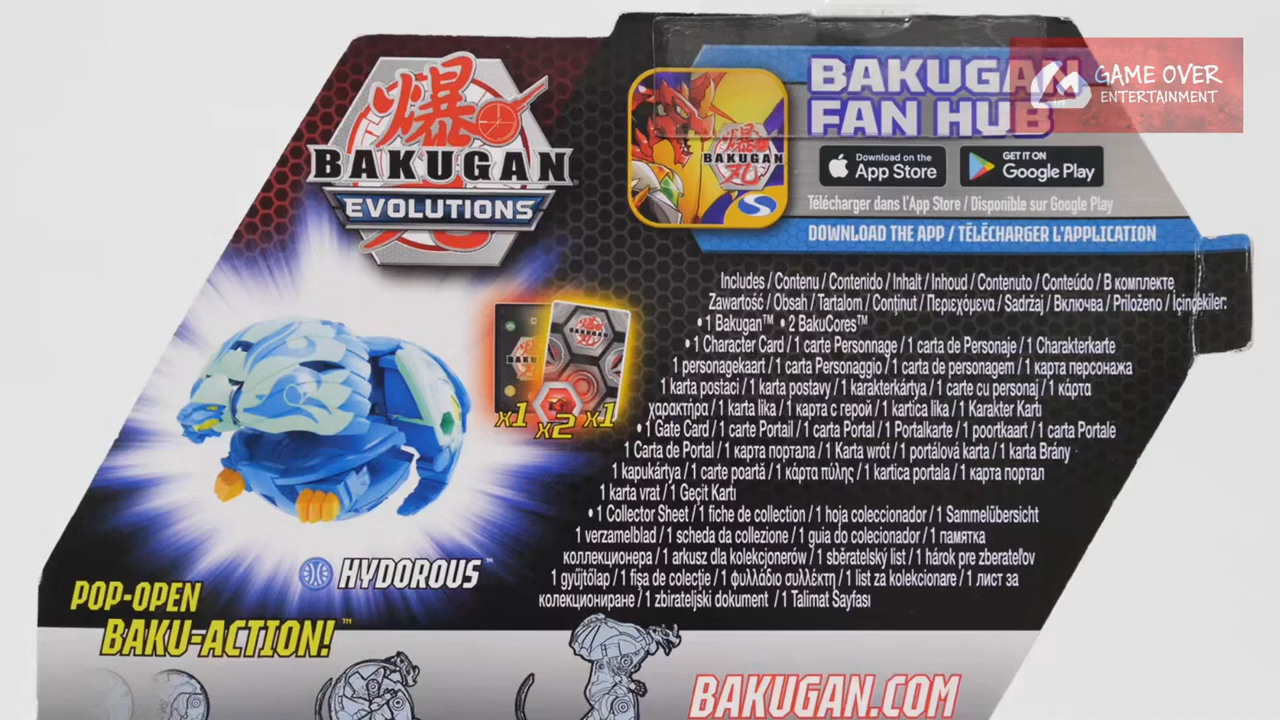 爆
BAKUGAN
EVOLUTIONS
BAKUGAN
FAN HUB
GAME OVER
ENTERTAINMENT
爆
BAKUGAN
丸
Download on the
App Store
GET IT ON
Google Play
Télécharger dans l'App Store / Disponible sur Google Play
DOWNLOAD THE APP / TÉLÉCHARGER L'APPLICATION
Includes / Contenu / Contenido / Inhalt / Inhoud / Contenuto / Conteúdo / В комплекте
Zawartość / Obsah / Tartalom / Conţinut / Περιεχόμενα / Sadržaj / Включва / Priloženo / İçindekiler:
• 1 Bakugan™ • 2 BakuCores™
• 1 Character Card / 1 carte Personnage / 1 carta de Personaje / 1 Charakterkarte
1 personagekaart / 1 carta Personaggio / 1 carta de personagem / 1 карта персонажа
1 karta postaci / 1 karta postavy / 1 karakterkártya / 1 carte cu personaj / 1 κάρτα
χαρακτήρα / 1 karta lika / 1 карта с герой / 1 kartica lika / 1 Karakter Kartı
• 1 Gate Card / 1 carte Portail / 1 carta Portal / 1 Portalkarte / 1 poortkaart / 1 carta Portale
1 Carta de Portal / 1 карта портала / 1 Karta wrót / 1 portálová karta / 1 karta Brány
1 kapukártya / 1 carte poartă / 1 κάρτα πύλης / 1 kartica portala / 1 карта портал
1 karta vrat / 1 Geçit Kartı
• 1 Collector Sheet / 1 fiche de collection / 1 hoja coleccionador / 1 Sammelübersicht
1 verzamelblad / 1 scheda da collezione / 1 guia do colecionador / 1 памятка
коллекционера / 1 arkusz dla kolekcjonerów / 1 sběratelský list / 1 hárok pre zberateľov
1 gyűjtőlap / 1 fişa de colecţie / 1 φυλλάδιο συλλέκτη / 1 list za kolekcionare / 1 лист за
колекциониране / 1 zbirateljski dokument / 1 Talimat Sayfası
x1 x2 x1
HYDOROUS™
POP-OPEN
BAKU-ACTION!™
BAKUGAN.COM